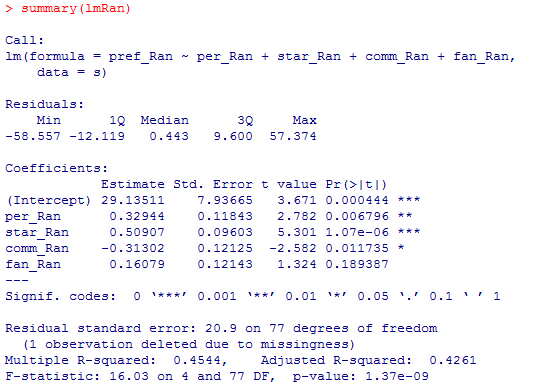 > summary(lmRan)
Call:
lm(formula = pref_Ran ~ per_Ran + star_Ran + comm_Ran + fan_Ran,
    data = s)
Residuals:
    Min      1Q  Median      3Q     Max
-58.557 -12.119   0.443   9.600  57.374
Coefficients:
            Estimate Std. Error t value Pr(>|t|)
(Intercept) 29.13511    7.93665   3.671 0.000444 ***
per_Ran      0.32944    0.11843   2.782 0.006796 **
star_Ran     0.50907    0.09603   5.301 1.07e-06 ***
comm_Ran    -0.31302    0.12125  -2.582 0.011735 *
fan_Ran      0.16079    0.12143   1.324 0.189387
---
Signif. codes:  0 ‘***’ 0.001 ‘**’ 0.01 ‘*’ 0.05 ‘.’ 0.1 ‘ ’ 1
Residual standard error: 20.9 on 77 degrees of freedom
  (1 observation deleted due to missingness)
Multiple R-squared:  0.4544,    Adjusted R-squared:  0.4261
F-statistic: 16.03 on 4 and 77 DF,  p-value: 1.37e-09